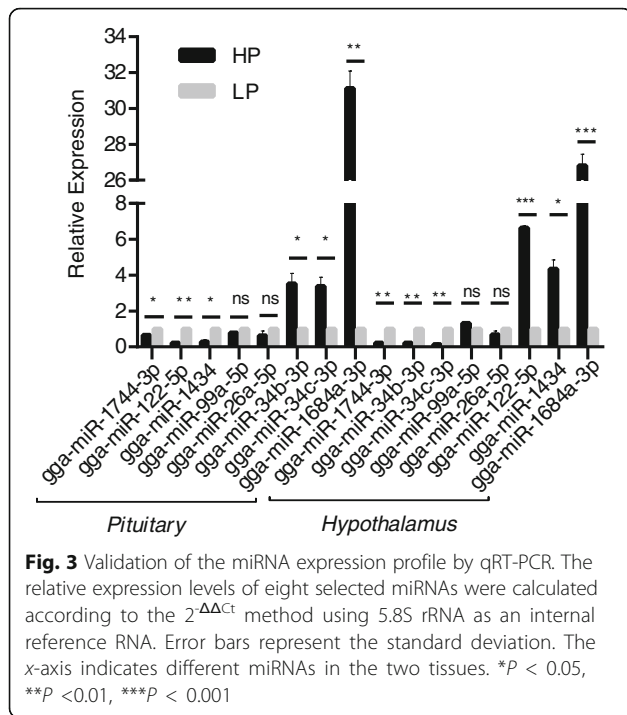 HP
LP
Relative Expression
34
32
30
28
26
8
6
4
2
0
* ** * ns ns * * ** ** ** ** ns ns *** * ***
gga-miR-1744-3p
gga-miR-122-5p
gga-miR-1434
gga-miR-99a-5p
gga-miR-26a-5p
gga-miR-34b-3p
gga-miR-34c-3p
gga-miR-1684a-3p
gga-miR-1744-3p
gga-miR-34b-3p
gga-miR-34c-3p
gga-miR-99a-5p
gga-miR-26a-5p
gga-miR-122-5p
gga-miR-1434
gga-miR-1684a-3p
Pituitary
Hypothalamus
Fig. 3 Validation of the miRNA expression profile by qRT-PCR. The
relative expression levels of eight selected miRNAs were calculated
according to the 2-ΔΔCt method using 5.8S rRNA as an internal
reference RNA. Error bars represent the standard deviation. The
x-axis indicates different miRNAs in the two tissues. *P < 0.05,
**P <0.01, ***P < 0.001